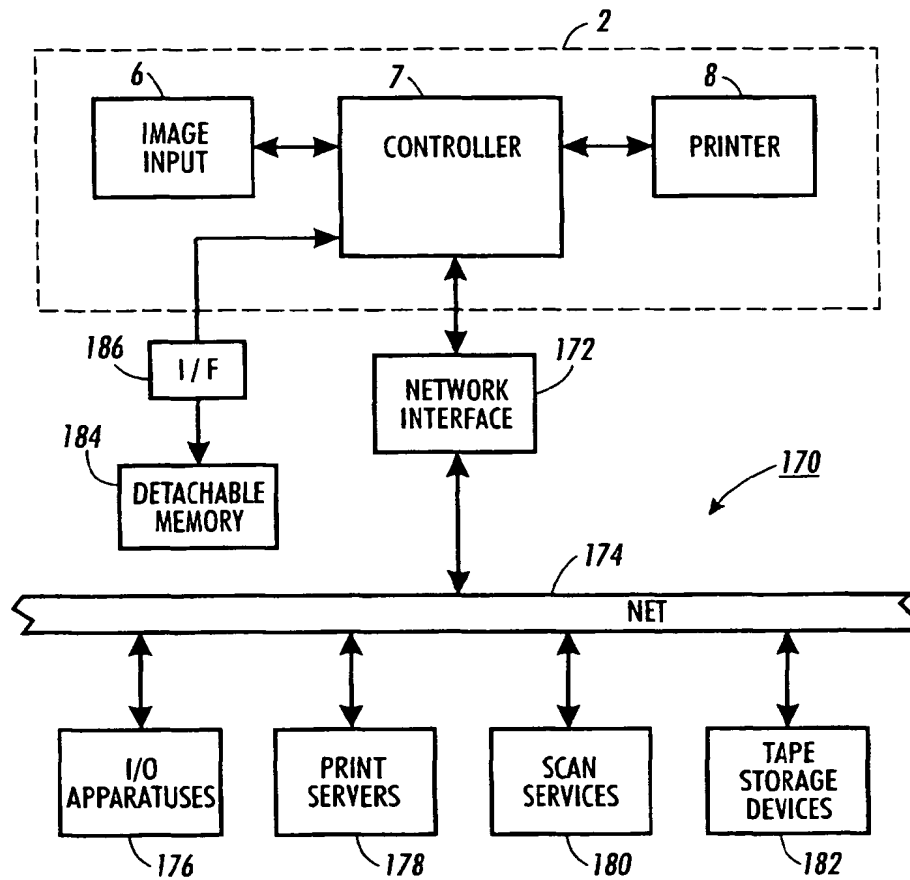 2
6
7
8
IMAGE
INPUT
CONTROLLER
PRINTER
186
I / F
172
NETWORK
INTERFACE
184
DETACHABLE
MEMORY
170
174
NET
I/O
APPARATUSES
PRINT
SERVERS
SCAN
SERVICES
TAPE
STORAGE
DEVICES
176
178
180
182